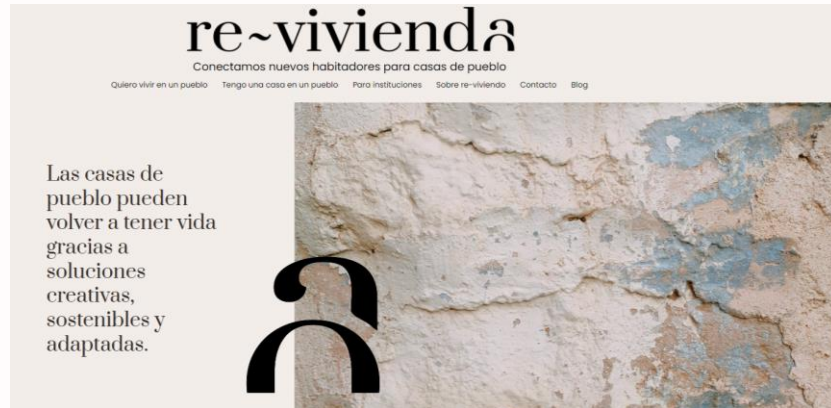 re~vivienda
Conectamos nuevos habitadores para casas de pueblo
Quiero vivir en un pueblo Tengo una casa en un pueblo Para instituciones Sobre re-viviendo Contacto Blog
Las casas de
pueblo pueden
volver a tener vida
gracias a
soluciones
creativas,
sostenibles y
adaptadas.
a